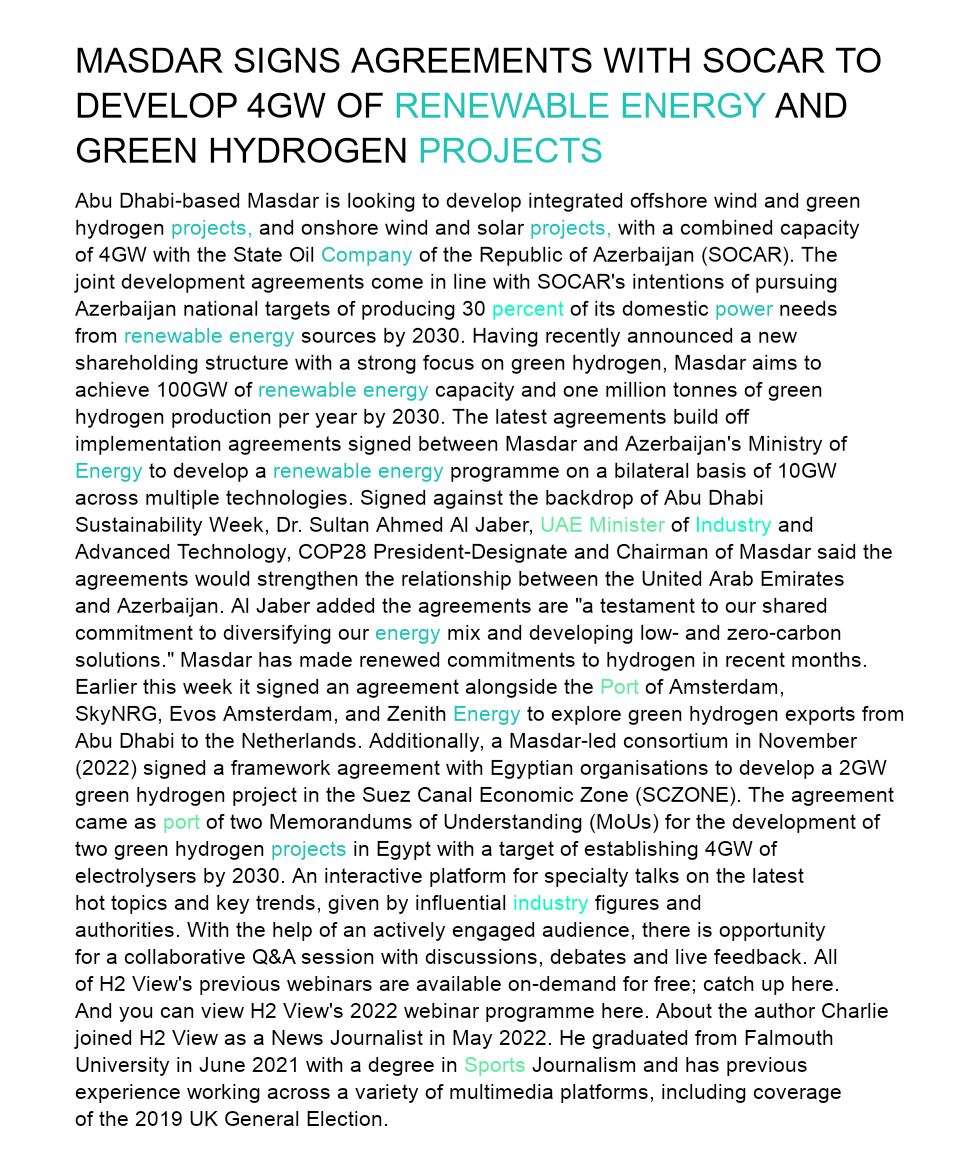 MASDAR SIGNS AGREEMENTS WITH SOCAR TO
DEVELOP 4GW OF RENEWABLE ENERGY AND
GREEN HYDROGEN PROJECTS
Abu Dhabi-based Masdar is looking to develop integrated offshore wind and green
hydrogen projects, and onshore wind and solar projects, with a combined capacity
of 4GW with the State Oil Company of the Republic of Azerbaijan (SOCAR). The
joint development agreements come in line with SOCAR's intentions of pursuing
Azerbaijan national targets of producing 30 percent of its domestic power needs
from renewable energy sources by 2030. Having recently announced a new
shareholding structure with a strong focus on green hydrogen, Masdar aims to
achieve 100GW of renewable energy capacity and one million tonnes of green
hydrogen production per year by 2030. The latest agreements build off
implementation agreements signed between Masdar and Azerbaijan's Ministry of
Energy to develop a renewable energy programme on a bilateral basis of 10GW
across multiple technologies. Signed against the backdrop of Abu Dhabi
Sustainability Week, Dr. Sultan Ahmed Al Jaber, UAE Minister of Industry and
Advanced Technology, COP28 President-Designate and Chairman of Masdar said the
agreements would strengthen the relationship between the United Arab Emirates
and Azerbaijan. Al Jaber added the agreements are "a testament to our shared
commitment to diversifying our energy mix and developing low- and zero-carbon
solutions." Masdar has made renewed commitments to hydrogen in recent months.
Earlier this week it signed an agreement alongside the Port of Amsterdam,
SkyNRG, Evos Amsterdam, and Zenith Energy to explore green hydrogen exports from
Abu Dhabi to the Netherlands. Additionally, a Masdar-led consortium in November
(2022) signed a framework agreement with Egyptian organisations to develop a 2GW
green hydrogen project in the Suez Canal Economic Zone (SCZONE). The agreement
came as port of two Memorandums of Understanding (MoUs) for the development of
two green hydrogen projects in Egypt with a target of establishing 4GW of
electrolysers by 2030. An interactive platform for specialty talks on the latest
hot topics and key trends, given by influential industry figures and
authorities. With the help of an actively engaged audience, there is opportunity
for a collaborative Q&A session with discussions, debates and live feedback. All
of H2 View's previous webinars are available on-demand for free; catch up here.
And you can view H2 View's 2022 webinar programme here. About the author Charlie
joined H2 View as a News Journalist in May 2022. He graduated from Falmouth
University in June 2021 with a degree in Sports Journalism and has previous
experience working across a variety of multimedia platforms, including coverage
of the 2019 UK General Election.